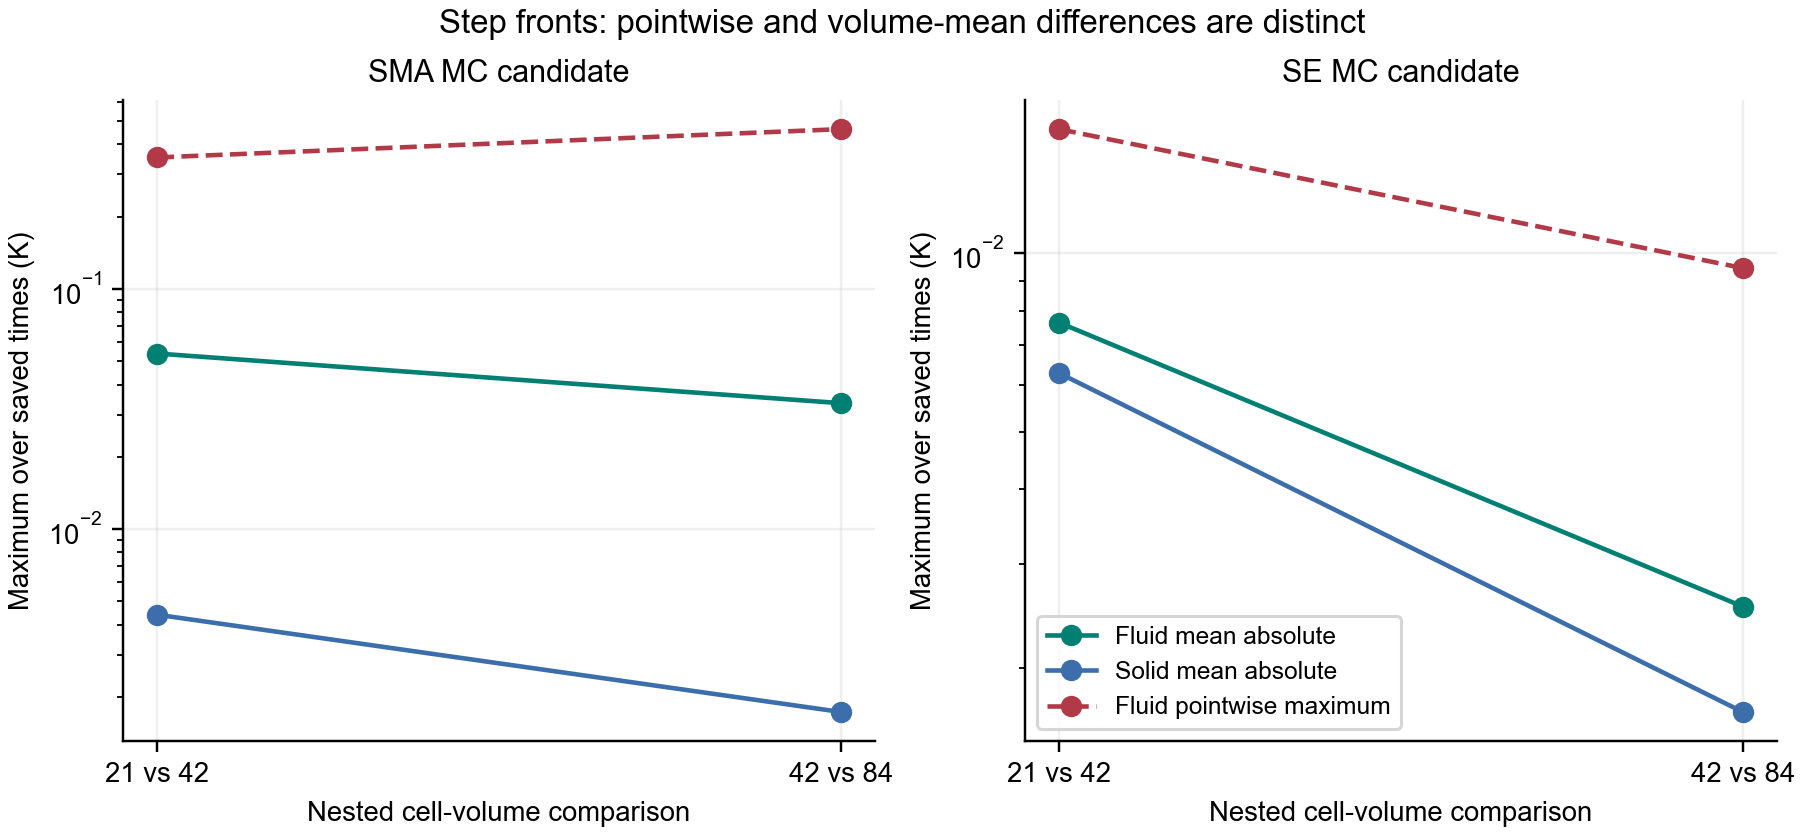 Step fronts: pointwise and volume-mean differences are distinct
SMA MC candidate
Maximum over saved times (K)
10⁻¹
10⁻²
21 vs 42
42 vs 84
Nested cell-volume comparison
SE MC candidate
Maximum over saved times (K)
10⁻²
Fluid mean absolute
Solid mean absolute
Fluid pointwise maximum
21 vs 42
42 vs 84
Nested cell-volume comparison